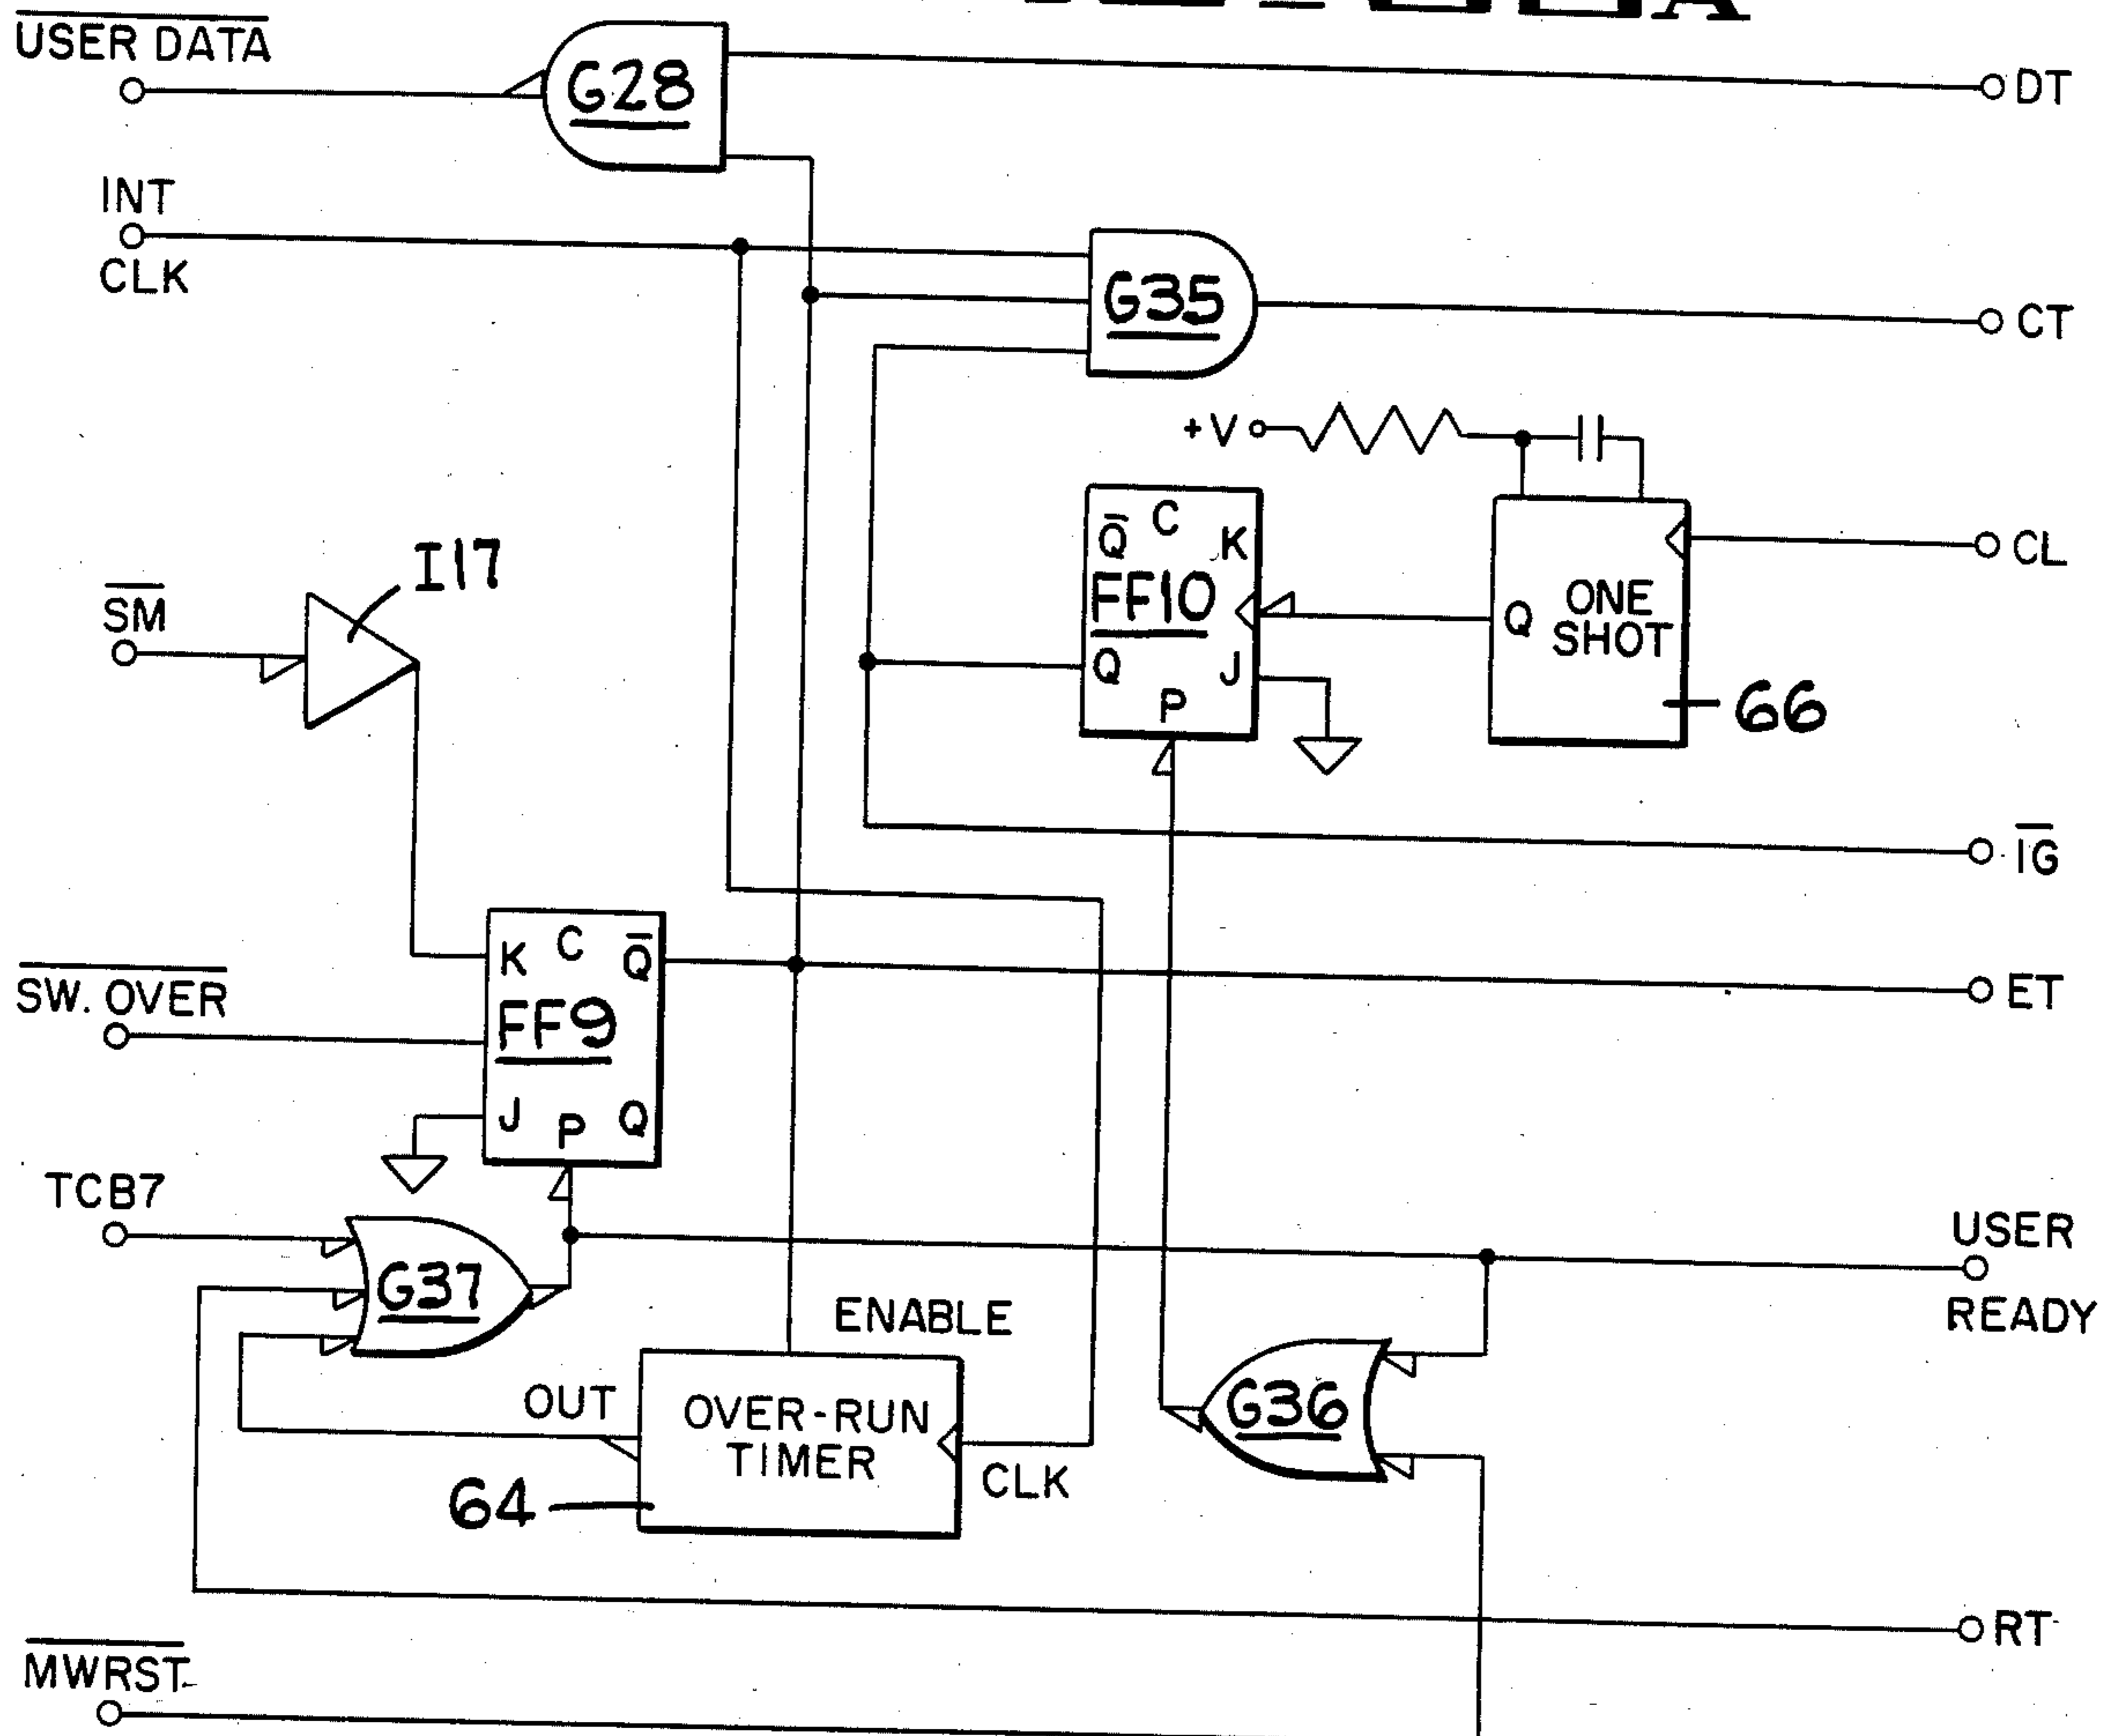 USER DATA
DT
G28
INT
CLK
G35
CT
+V
I17
SM
Q̅ C K
FF10
Q P J
Q ONE
SHOT
CL
66
I̅G̅
K C Q̅
FF9
J P Q
SW. OVER
ET
TCB7
G37
USER
READY
ENABLE
OUT
OVER-RUN
TIMER
CLK
64
G36
RT
MWRST